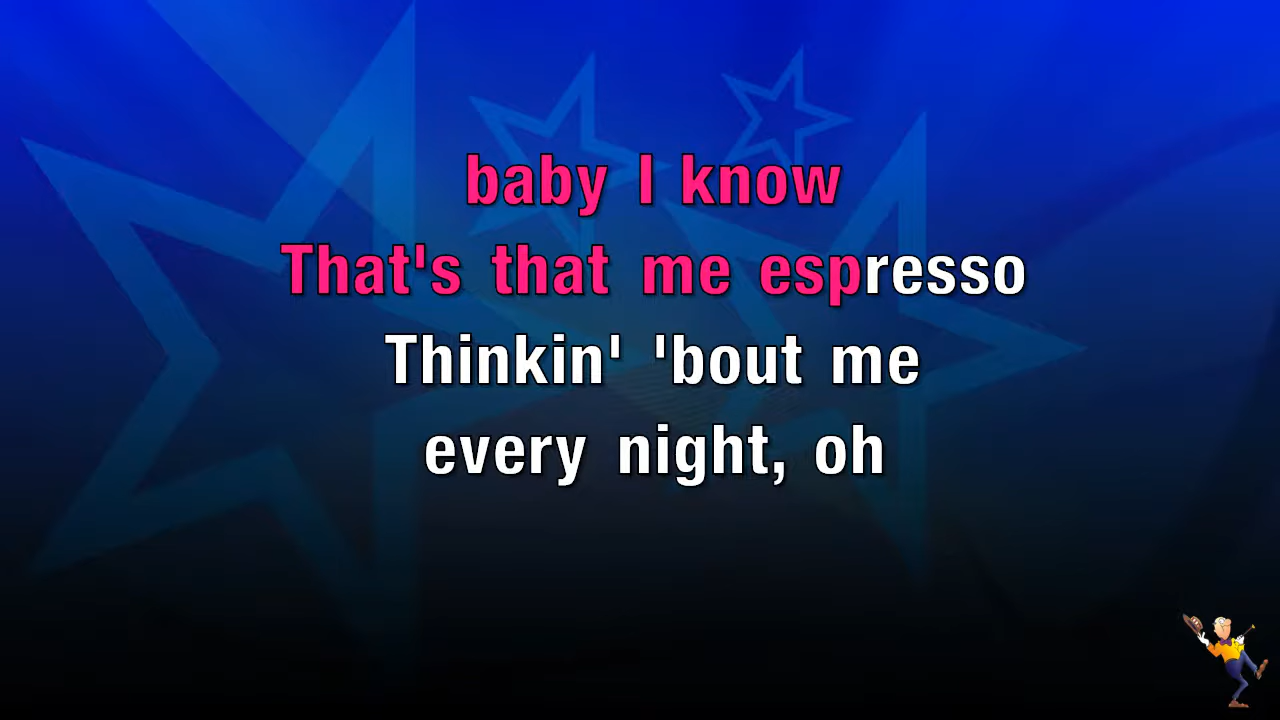 baby I know
That's that me espresso
Thinkin' 'bout me
every night, oh